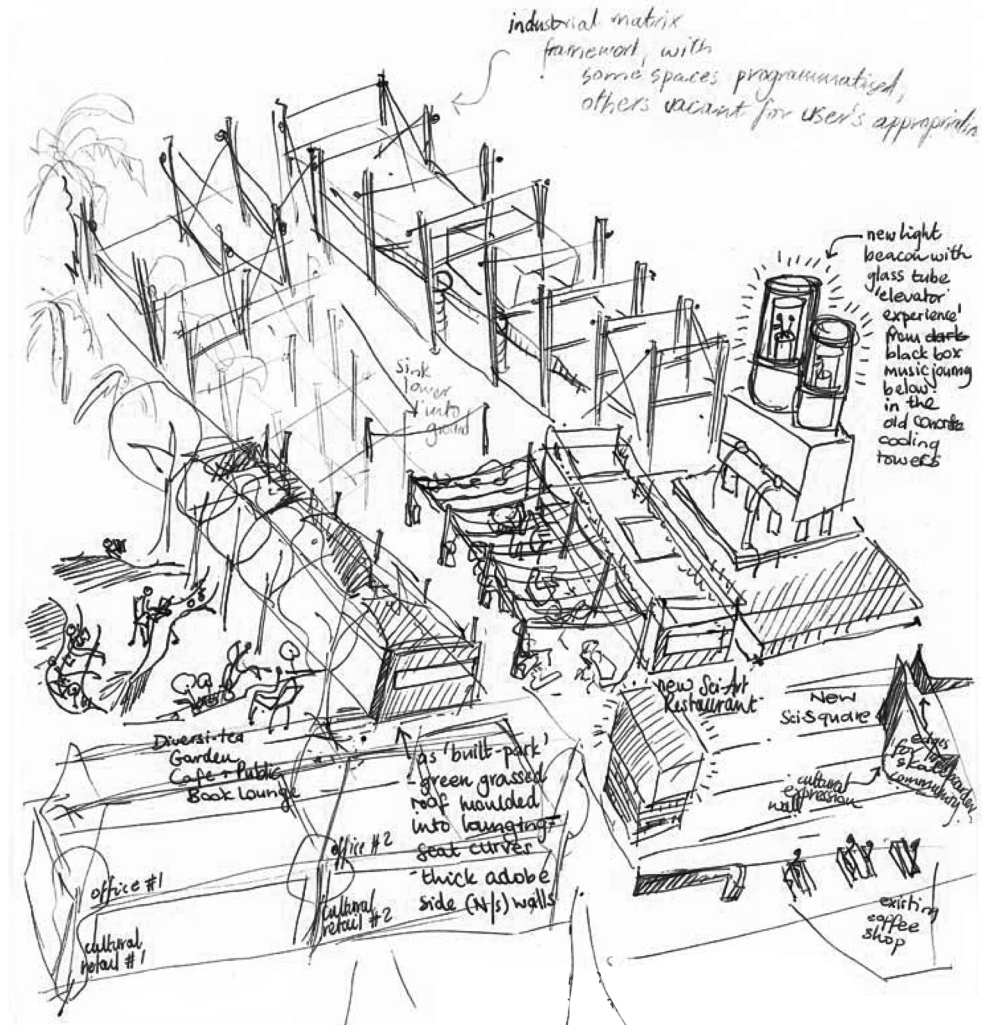 industrial matrix
framework, with
some spaces programmatised,
others vacant for user's appropriation
new light
beacon with
glass tube
'elevator
experience'
from dark
black box
music journey
below
in the
old concrete
cooling
towers
sink
lower
into
ground
new Sci-Art
Restaurant
New
Sci-Square
edges
for
skateboarder
community
cultural
expression
wall
Diversi-tea
Garden
Cafe + Public
Book Lounge
as 'built-park'
- green grassed
roof moulded
into lounging
seat curves
- thick adobe
side (N/S) walls
office #1
office #2
cultural
retail #1
cultural
retail #2
existing
coffee
shop